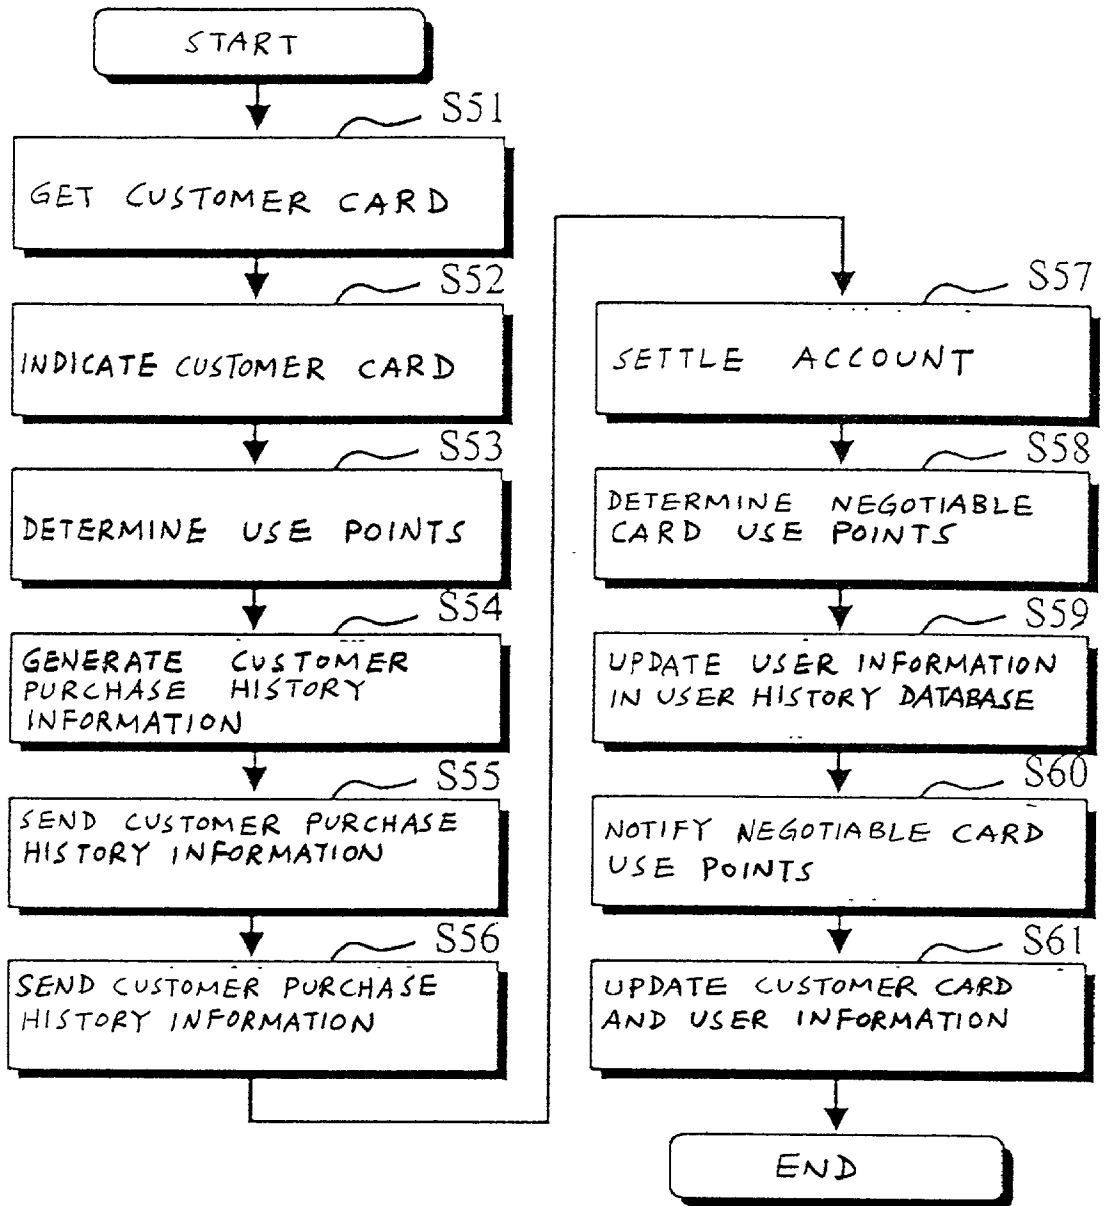 START
S51
GET CUSTOMER CARD
S52
INDICATE CUSTOMER CARD
S53
DETERMINE USE POINTS
S54
GENERATE CUSTOMER
PURCHASE HISTORY
INFORMATION
S55
SEND CUSTOMER PURCHASE
HISTORY INFORMATION
S56
SEND CUSTOMER PURCHASE
HISTORY INFORMATION
S57
SETTLE ACCOUNT
S58
DETERMINE NEGOTIABLE
CARD USE POINTS
S59
UPDATE USER INFORMATION
IN USER HISTORY DATABASE
S60
NOTIFY NEGOTIABLE CARD
USE POINTS
S61
UPDATE CUSTOMER CARD
AND USER INFORMATION
END